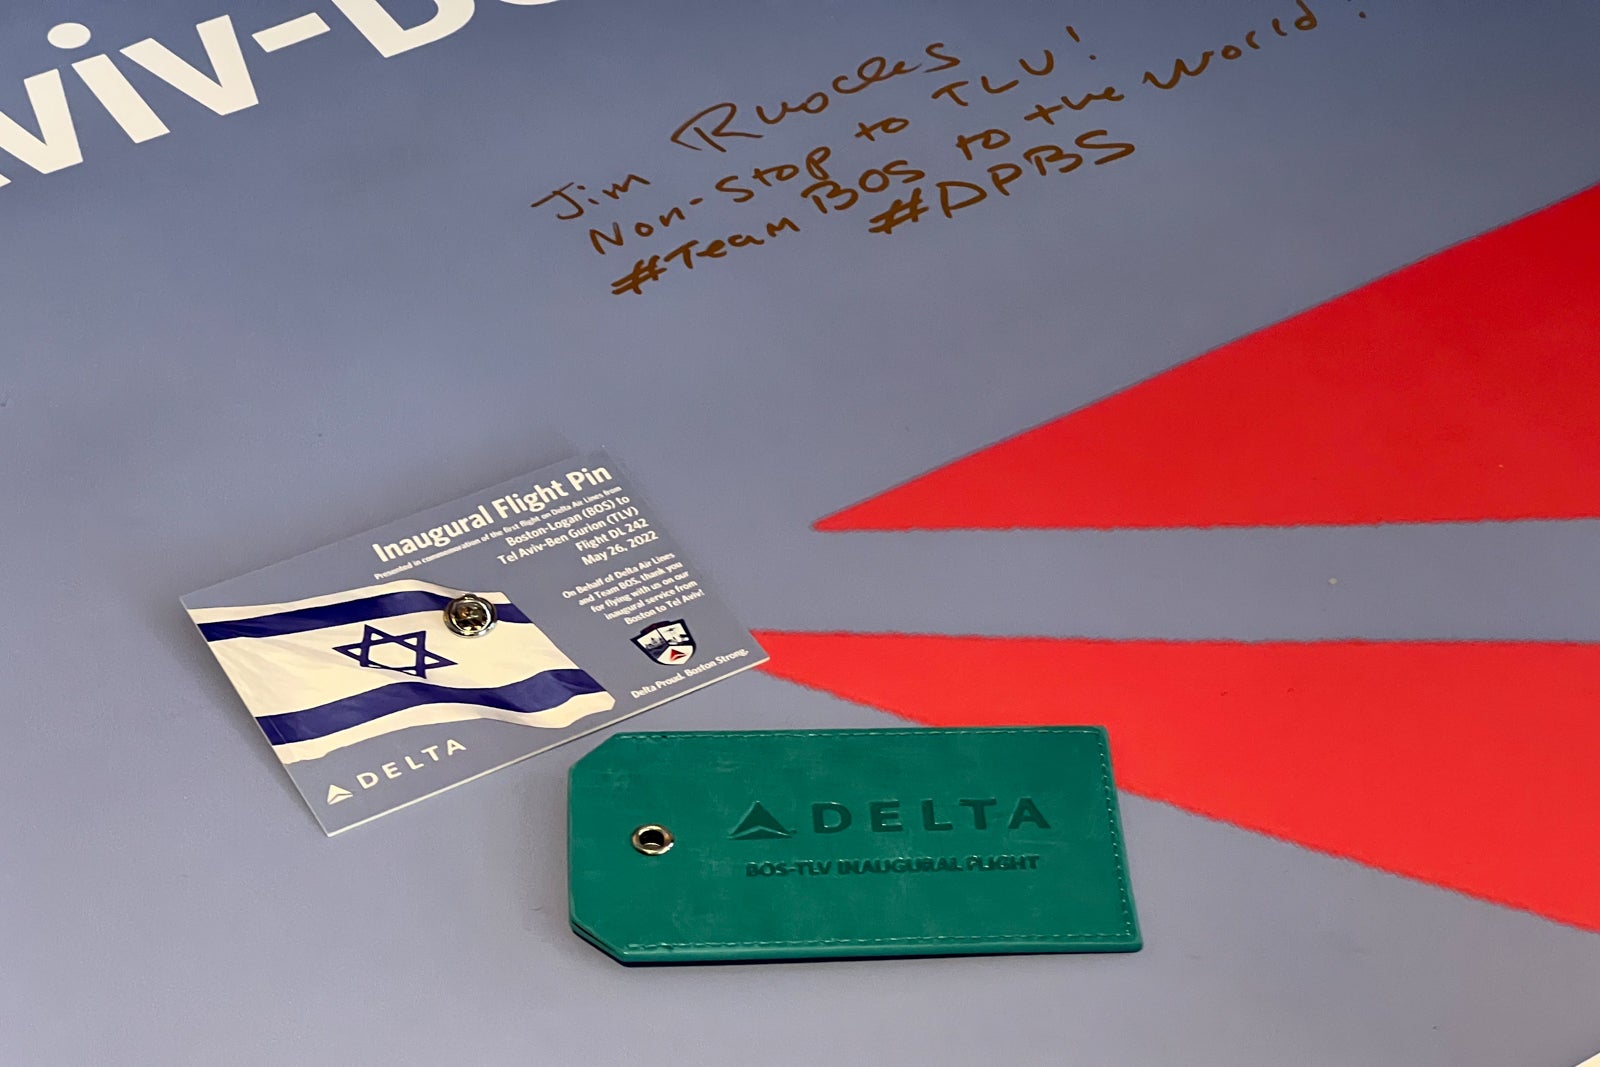 viv-Bo
Jim Rhodes
Non-Stop to TLV!
#Team BOS to the World!
#DPBS
Inaugural Flight Pin
Presented in commemoration of the first flight on Delta Air Lines from
Boston-Logan (BOS) to
Tel Aviv-Ben Gurion (TLV)
Flight DL 242
May 26, 2022
On Behalf of Delta Air Lines
and Team BOS, thank you
for flying with us on our
inaugural service from
Boston to Tel Aviv!
Delta Proud. Boston Strong.
DELTA
DELTA
BOS-TLV INAUGURAL FLIGHT